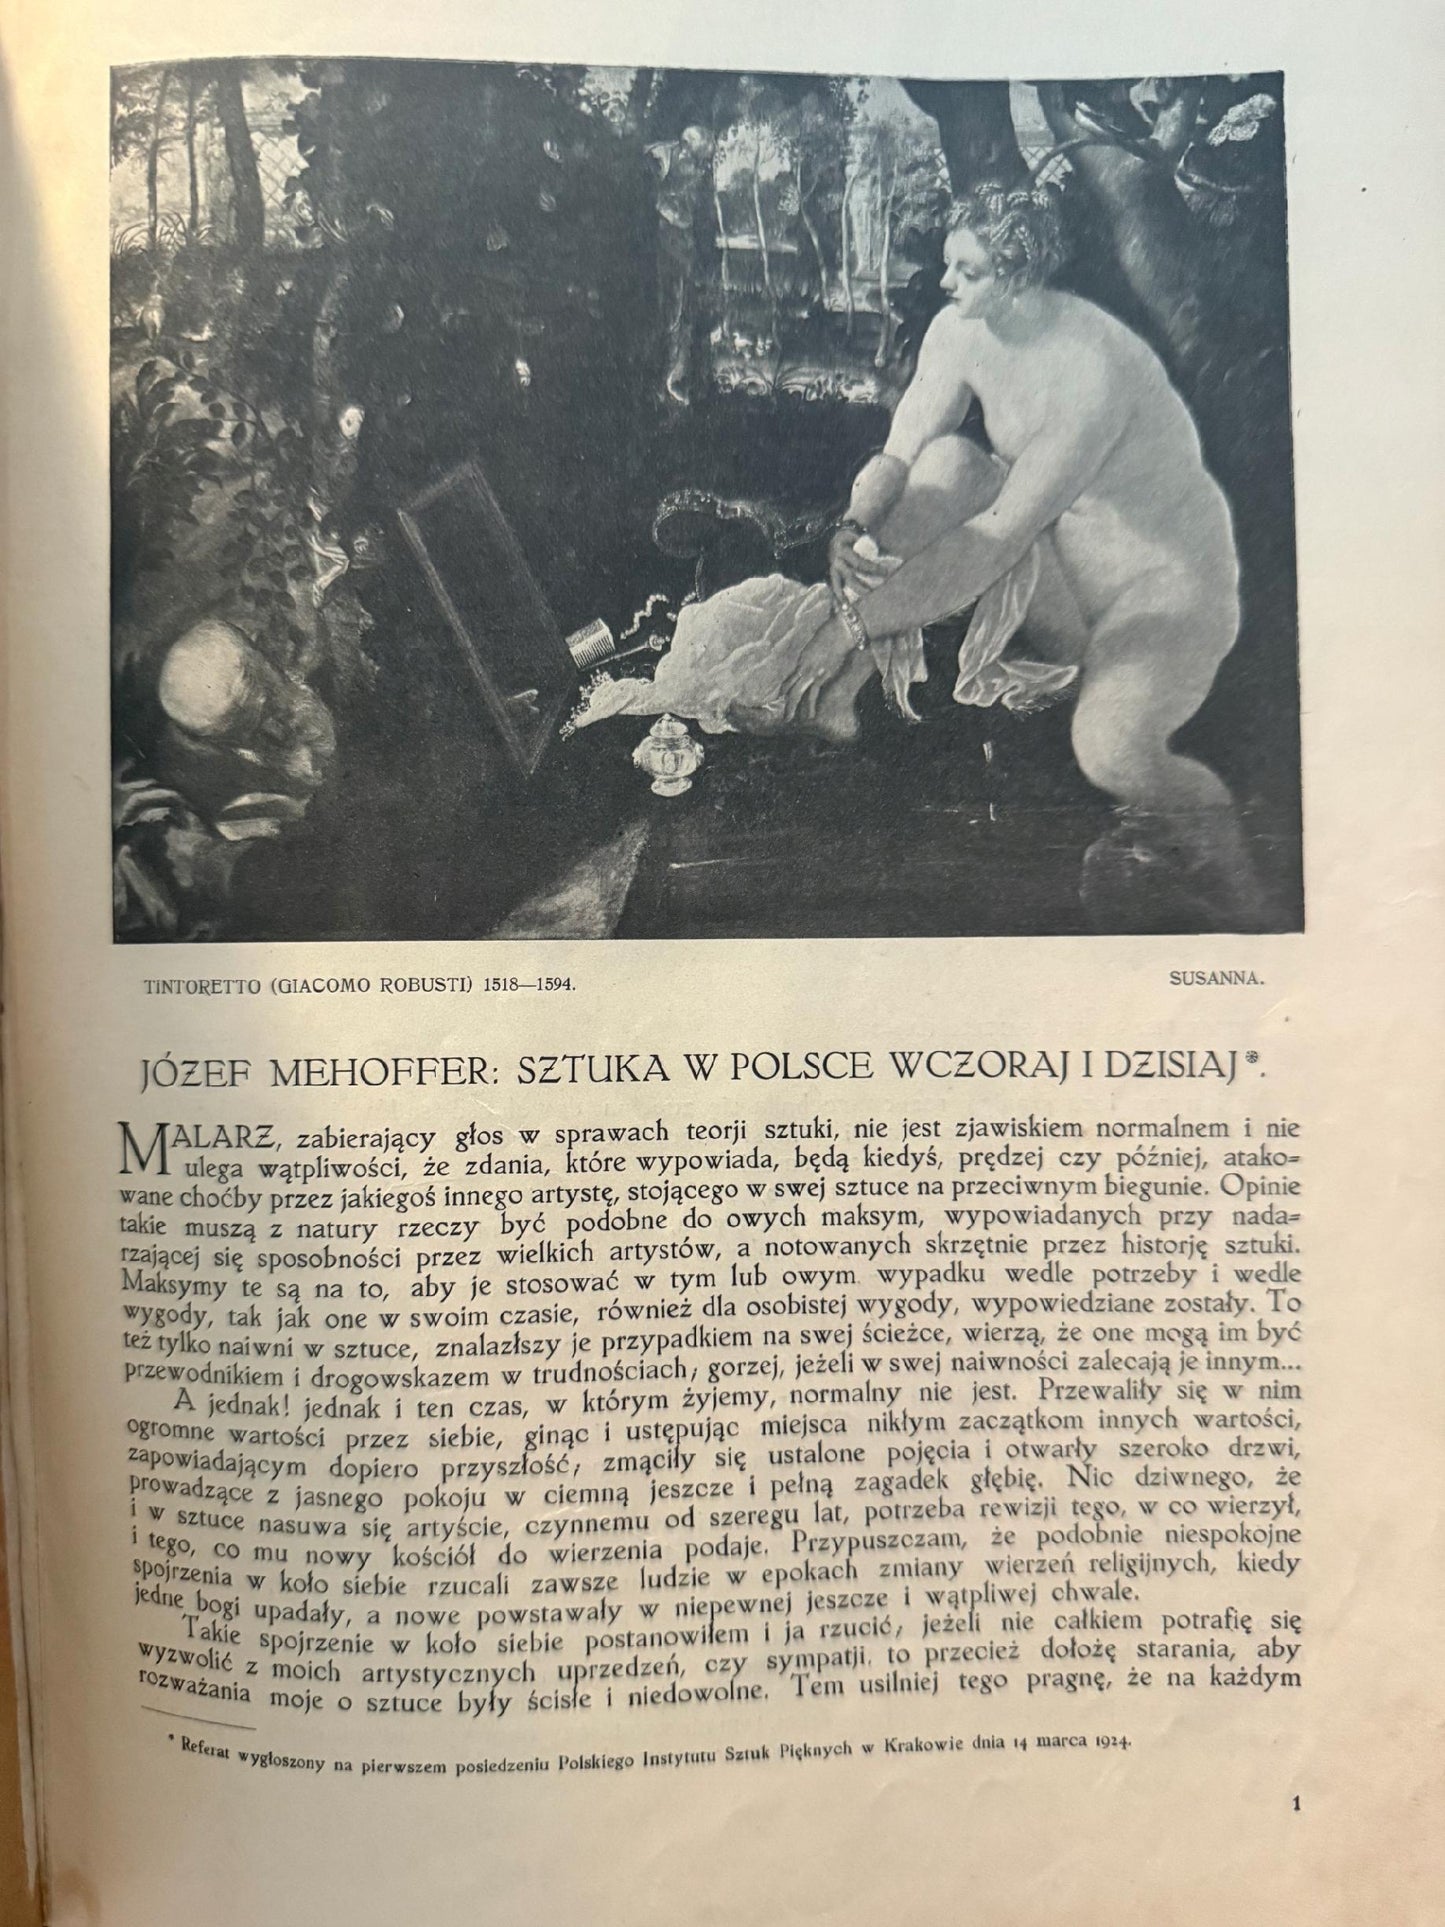 TINTORETTO (GIACOMO ROBUSTI) 1518—1594.
SUSANNA.
JÓZEF MEHOFFER: SZTUKA W POLSCE WCZORAJ I DZISIAJ*.
MALARZ, zabierający głos w sprawach teorji sztuki, nie jest zjawiskiem normalnem i nie
ulega wątpliwości, że zdania, które wypowiada, będą kiedyś, prędzej czy później, atako=
wane choćby przez jakiegoś innego artystę, stojącego w swej sztuce na przeciwnym biegunie. Opinie
takie muszą z natury rzeczy być podobne do owych maksym, wypowiadanych przy nada=
rzającej się sposobności przez wielkich artystów, a notowanych skrzętnie przez historję sztuki.
Maksymy te są na to, aby je stosować w tym lub owym wypadku wedle potrzeby i wedle
wygody, tak jak one w swoim czasie, również dla osobistej wygody, wypowiedziane zostały. To
też tylko naiwni w sztuce, znalazłszy je przypadkiem na swej ścieżce, wierzą, że one mogą im być
przewodnikiem i drogowskazem w trudnościach; gorzej, jeżeli w swej naiwności zalecają je innym...
A jednak! jednak i ten czas, w którym żyjemy, normalny nie jest. Przewaliły się w nim
ogromne wartości przez siebie, ginąc i ustępując miejsca nikłym zaczątkom innych wartości,
zapowiadającym dopiero przyszłość; zmąciły się ustalone pojęcia i otwarły szeroko drzwi,
prowadzące z jasnego pokoju w ciemną jeszcze i pełną zagadek głębię. Nic dziwnego, że
i w sztuce nasuwa się artyście, czynnemu od szeregu lat, potrzeba rewizji tego, w co wierzył,
i tego, co mu nowy kościół do wierzenia podaje. Przypuszczam, że podobnie niespokojne
spojrzenia w koło siebie rzucali zawsze ludzie w epokach zmiany wierzeń religijnych, kiedy
jedne bogi upadały, a nowe powstawały w niepewnej jeszcze i wątpliwej chwale.
Takie spojrzenie w koło siebie postanowiłem i ja rzucić; jeżeli nie całkiem potrafię się
wyzwolić z moich artystycznych uprzedzeń, czy sympatji, to przecież dołożę starania, aby
rozważania moje o sztuce były ścisłe i niedowolne. Tem usilniej tego pragnę, że na każdym
* Referat wygłoszony na pierwszem posiedzeniu Polskiego Instytutu Sztuk Pięknych w Krakowie dnia 14 marca 1924.
1